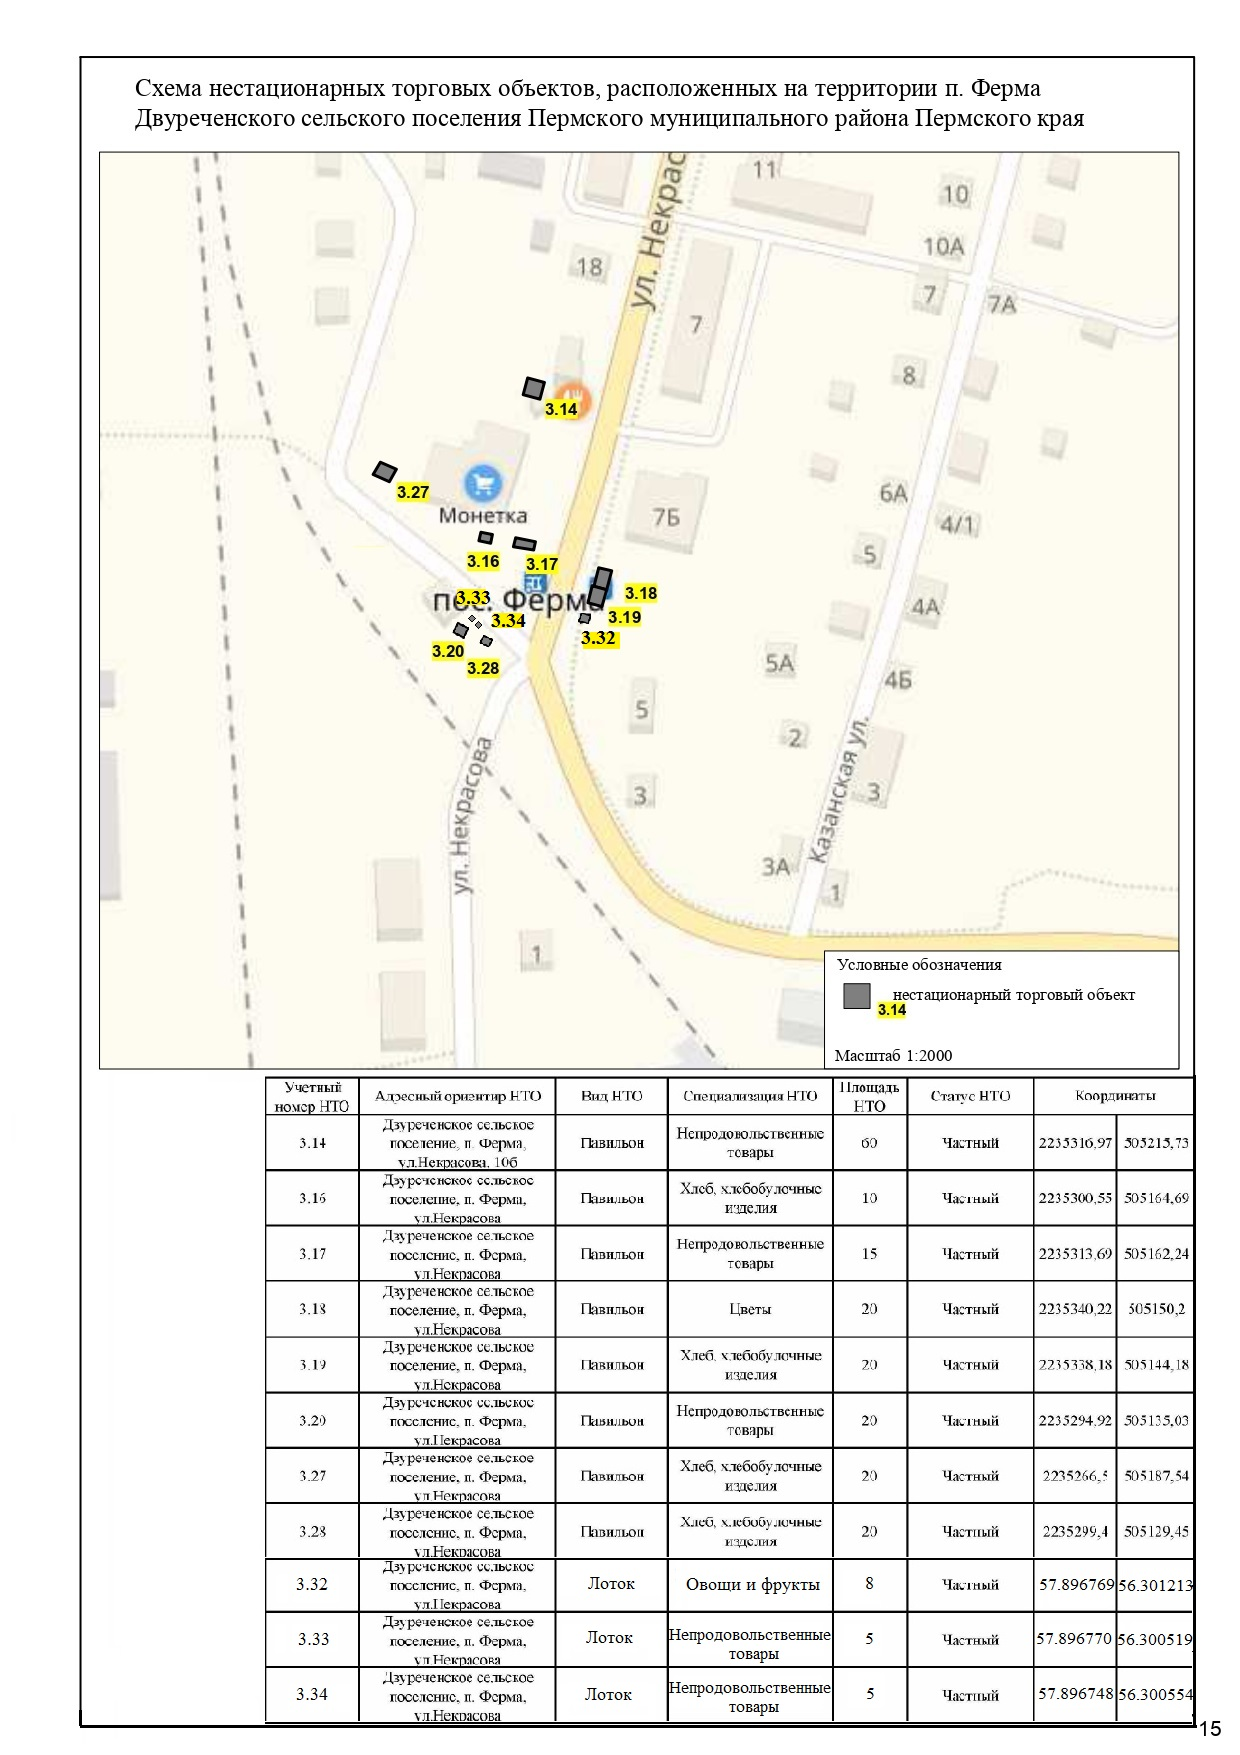 Схема нестационарных торговых объектов, расположенных на территории п. Ферма
Двуреченского сельского поселения Пермского муниципального района Пермского края
11
10
ул. Некрас
10А
18
7
7А
7
8
3.14
3.27
6А
Монетка
7Б
4/1
3.16
3.17
5
3.18
3.33
пос. Ферма
4А
3.34
3.19
3.32
3.20
3.28
5А
4Б
5
2
ул. Некрасова
3
3
Казанская ул.
3А
1
1
Условные обозначения
нестационарный торговый объект
3.14
Масштаб 1:2000
Учетный номер НТО Адресный ориентир НТО Вид НТО Специализация НТО Площадь НТО Статус НТО Координаты
3.14 Двуреченское сельское поселение, п. Ферма, ул.Некрасова, 10б Павильон Непродовольственные товары 60 Частный 2235316,97 505215,73
3.16 Двуреченское сельское поселение, п. Ферма, ул.Некрасова Павильон Хлеб, хлебобулочные изделия 10 Частный 2235300,55 505164,69
3.17 Двуреченское сельское поселение, п. Ферма, ул.Некрасова Павильон Непродовольственные товары 15 Частный 2235313,69 505162,24
3.18 Двуреченское сельское поселение, п. Ферма, ул.Некрасова Павильон Цветы 20 Частный 2235340,22 505150,2
3.19 Двуреченское сельское поселение, п. Ферма, ул.Некрасова Павильон Хлеб, хлебобулочные изделия 20 Частный 2235338,18 505144,18
3.20 Двуреченское сельское поселение, п. Ферма, ул.Некрасова Павильон Непродовольственные товары 20 Частный 2235294,92 505135,03
3.27 Двуреченское сельское поселение, п. Ферма, ул.Некрасова Павильон Хлеб, хлебобулочные изделия 20 Частный 2235266,5 505187,54
3.28 Двуреченское сельское поселение, п. Ферма, ул.Некрасова Павильон Хлеб, хлебобулочные изделия 20 Частный 2235299,4 505129,45
3.32 Двуреченское сельское поселение, п. Ферма, ул.Некрасова Лоток Овощи и фрукты 8 Частный 57.896769 56.301213
3.33 Двуреченское сельское поселение, п. Ферма, ул.Некрасова Лоток Непродовольственные товары 5 Частный 57.896770 56.300519
3.34 Двуреченское сельское поселение, п. Ферма, ул.Некрасова Лоток Непродовольственные товары 5 Частный 57.896748 56.300554
15